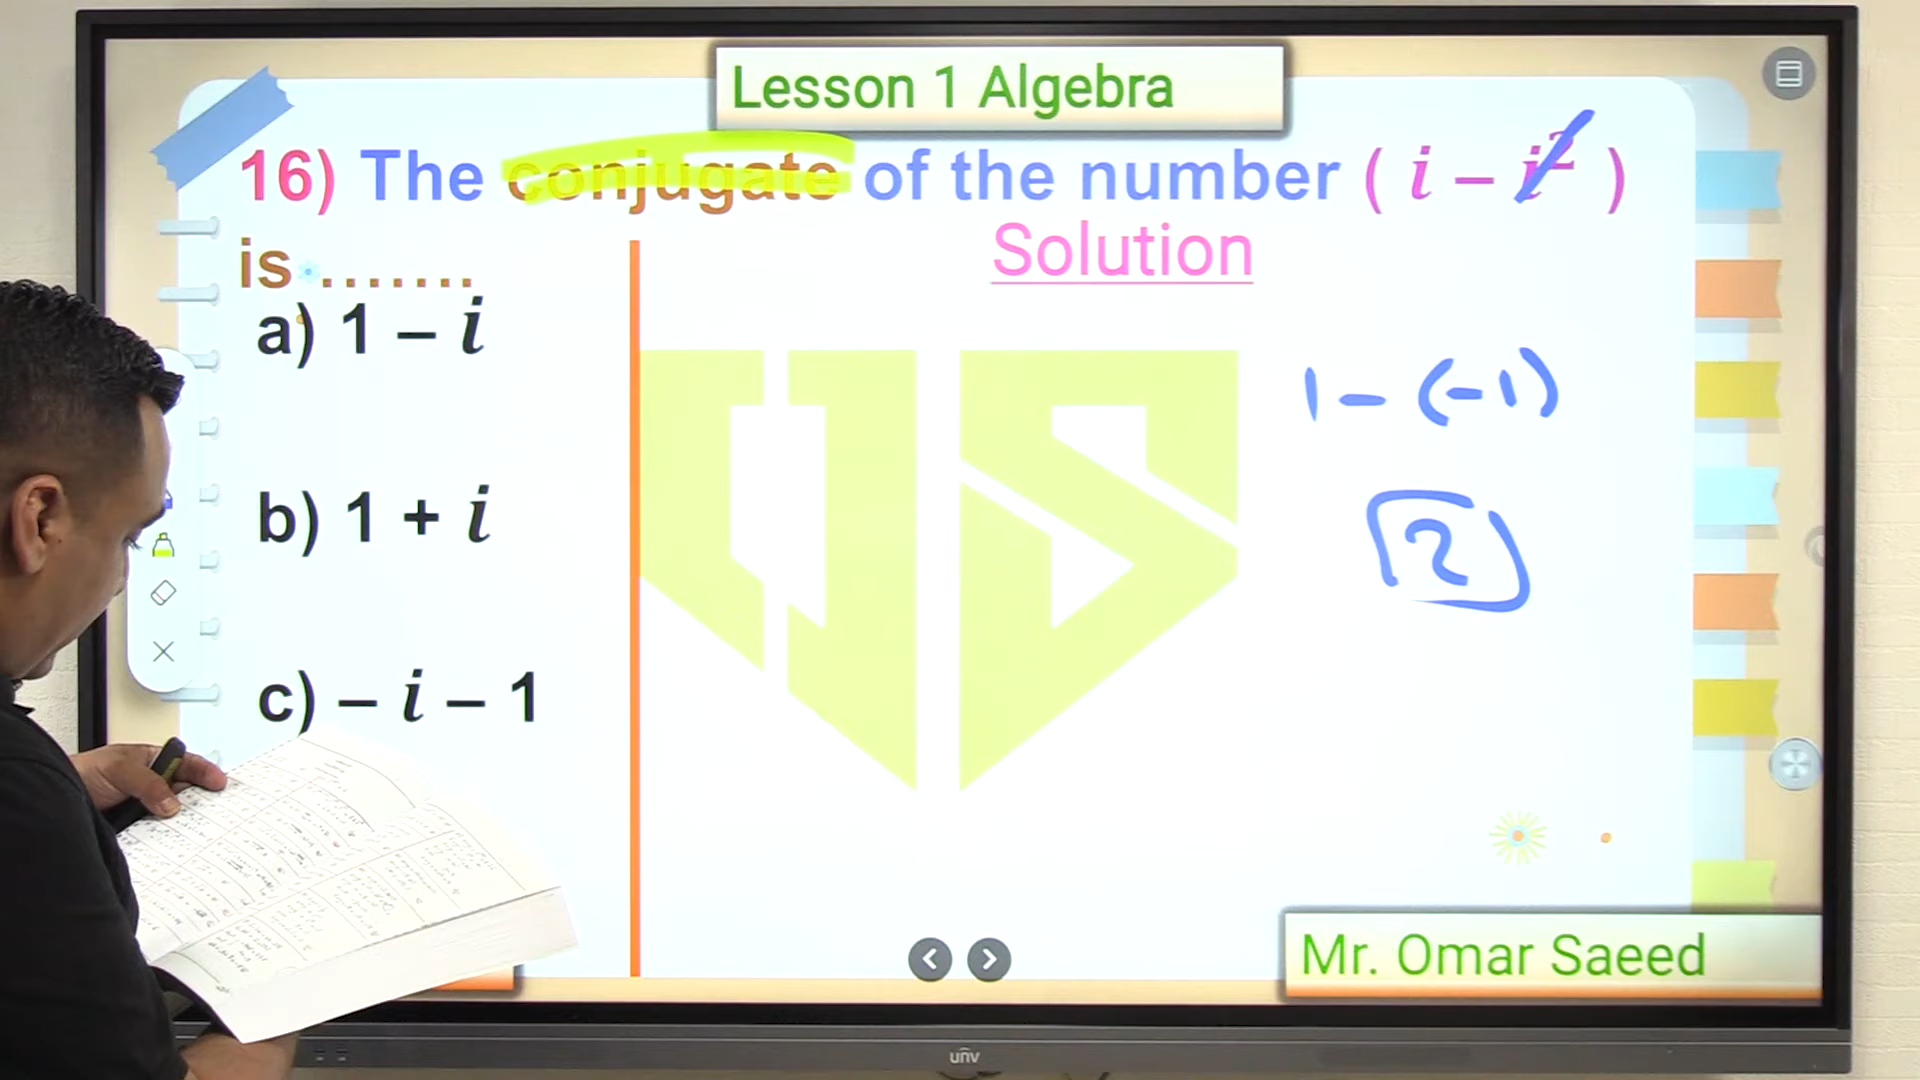 Lesson 1 Algebra
16) The conjugate of the number ( i – i² )
is .......
Solution
a) 1 – i
b) 1 + i
c) – i – 1
1 – (-1)
2
Mr. Omar Saeed
unv